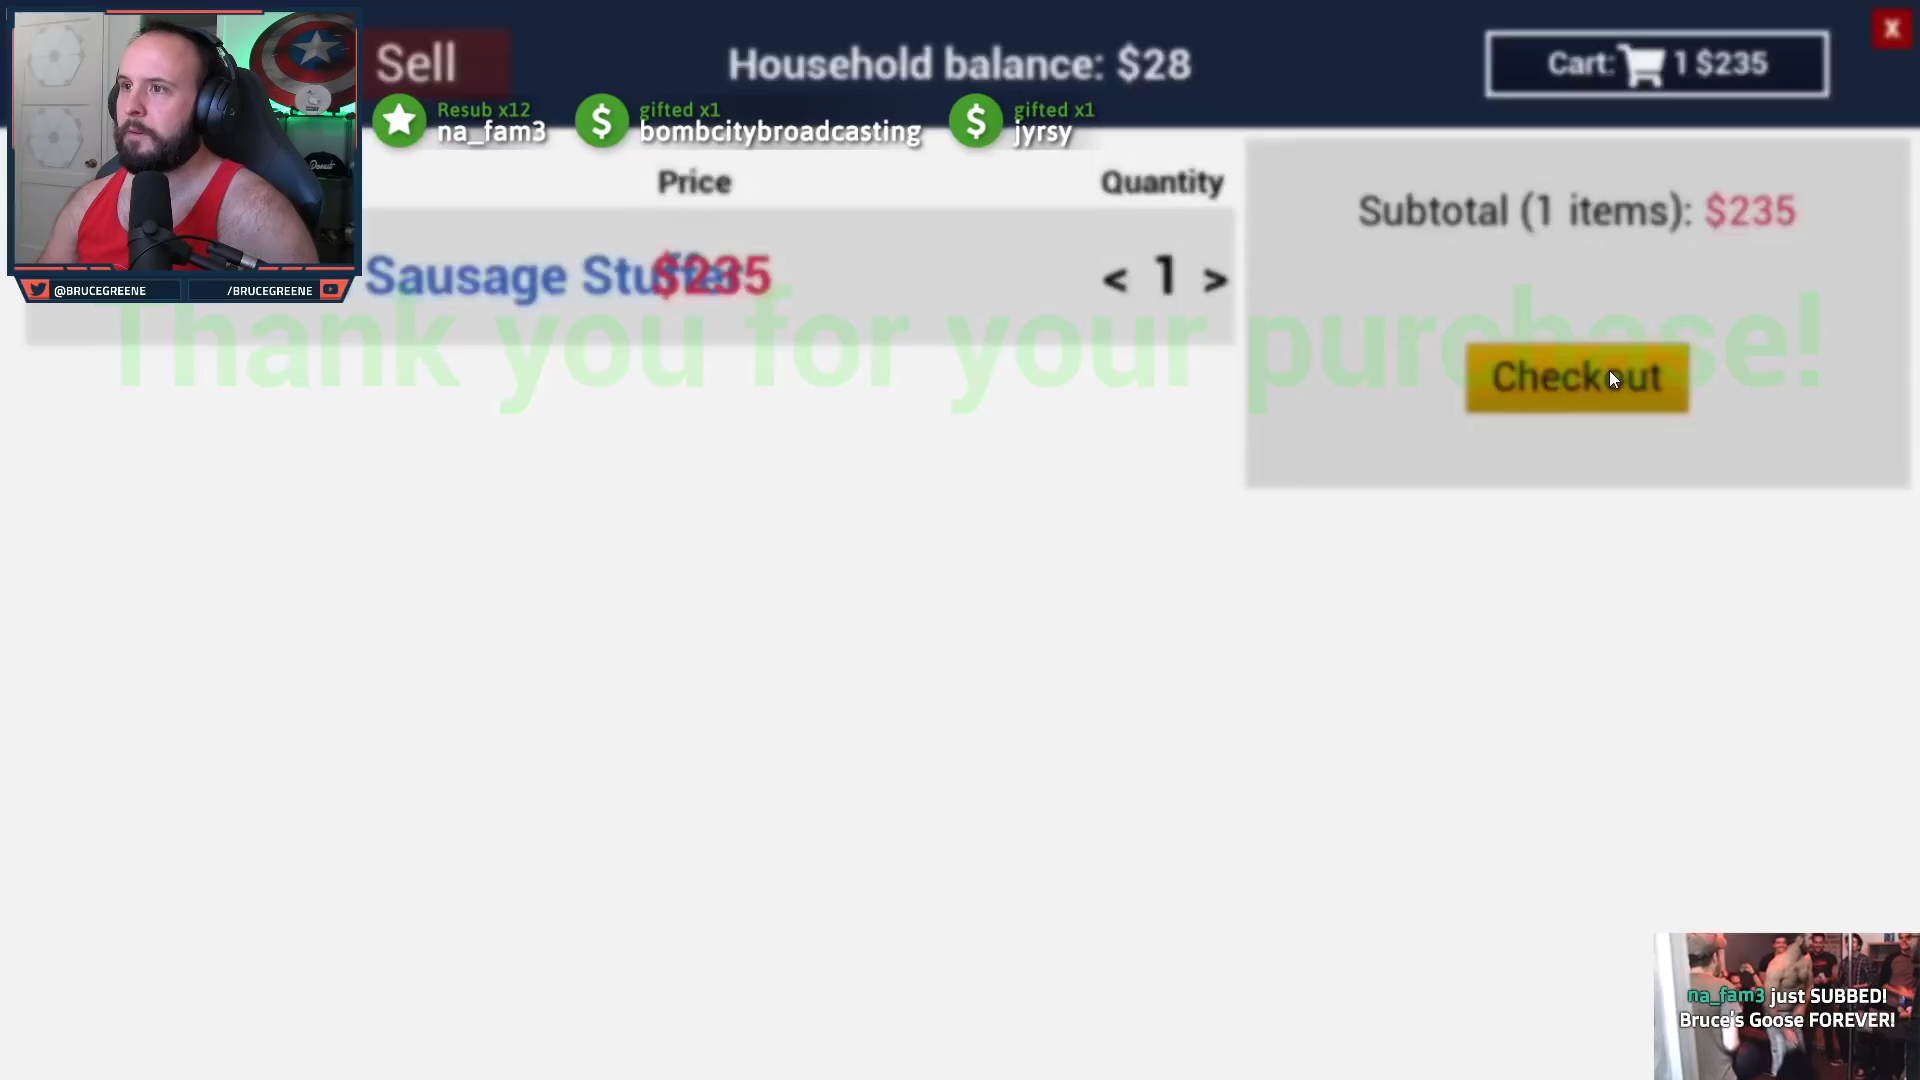 Sell
Household balance: $28
Cart: 1 $235
X
Resub x12
na_fam3
gifted x1
bombcitybroadcasting
gifted x1
jyrsy
Price
Quantity
Subtotal (1 items): $235
Sausage Stuffer
$235
< 1 >
@BRUCEGREENE
/BRUCEGREENE
Thank you for your purchase!
Checkout
na_fam3 just SUBBED!
Bruce's Goose FOREVER!